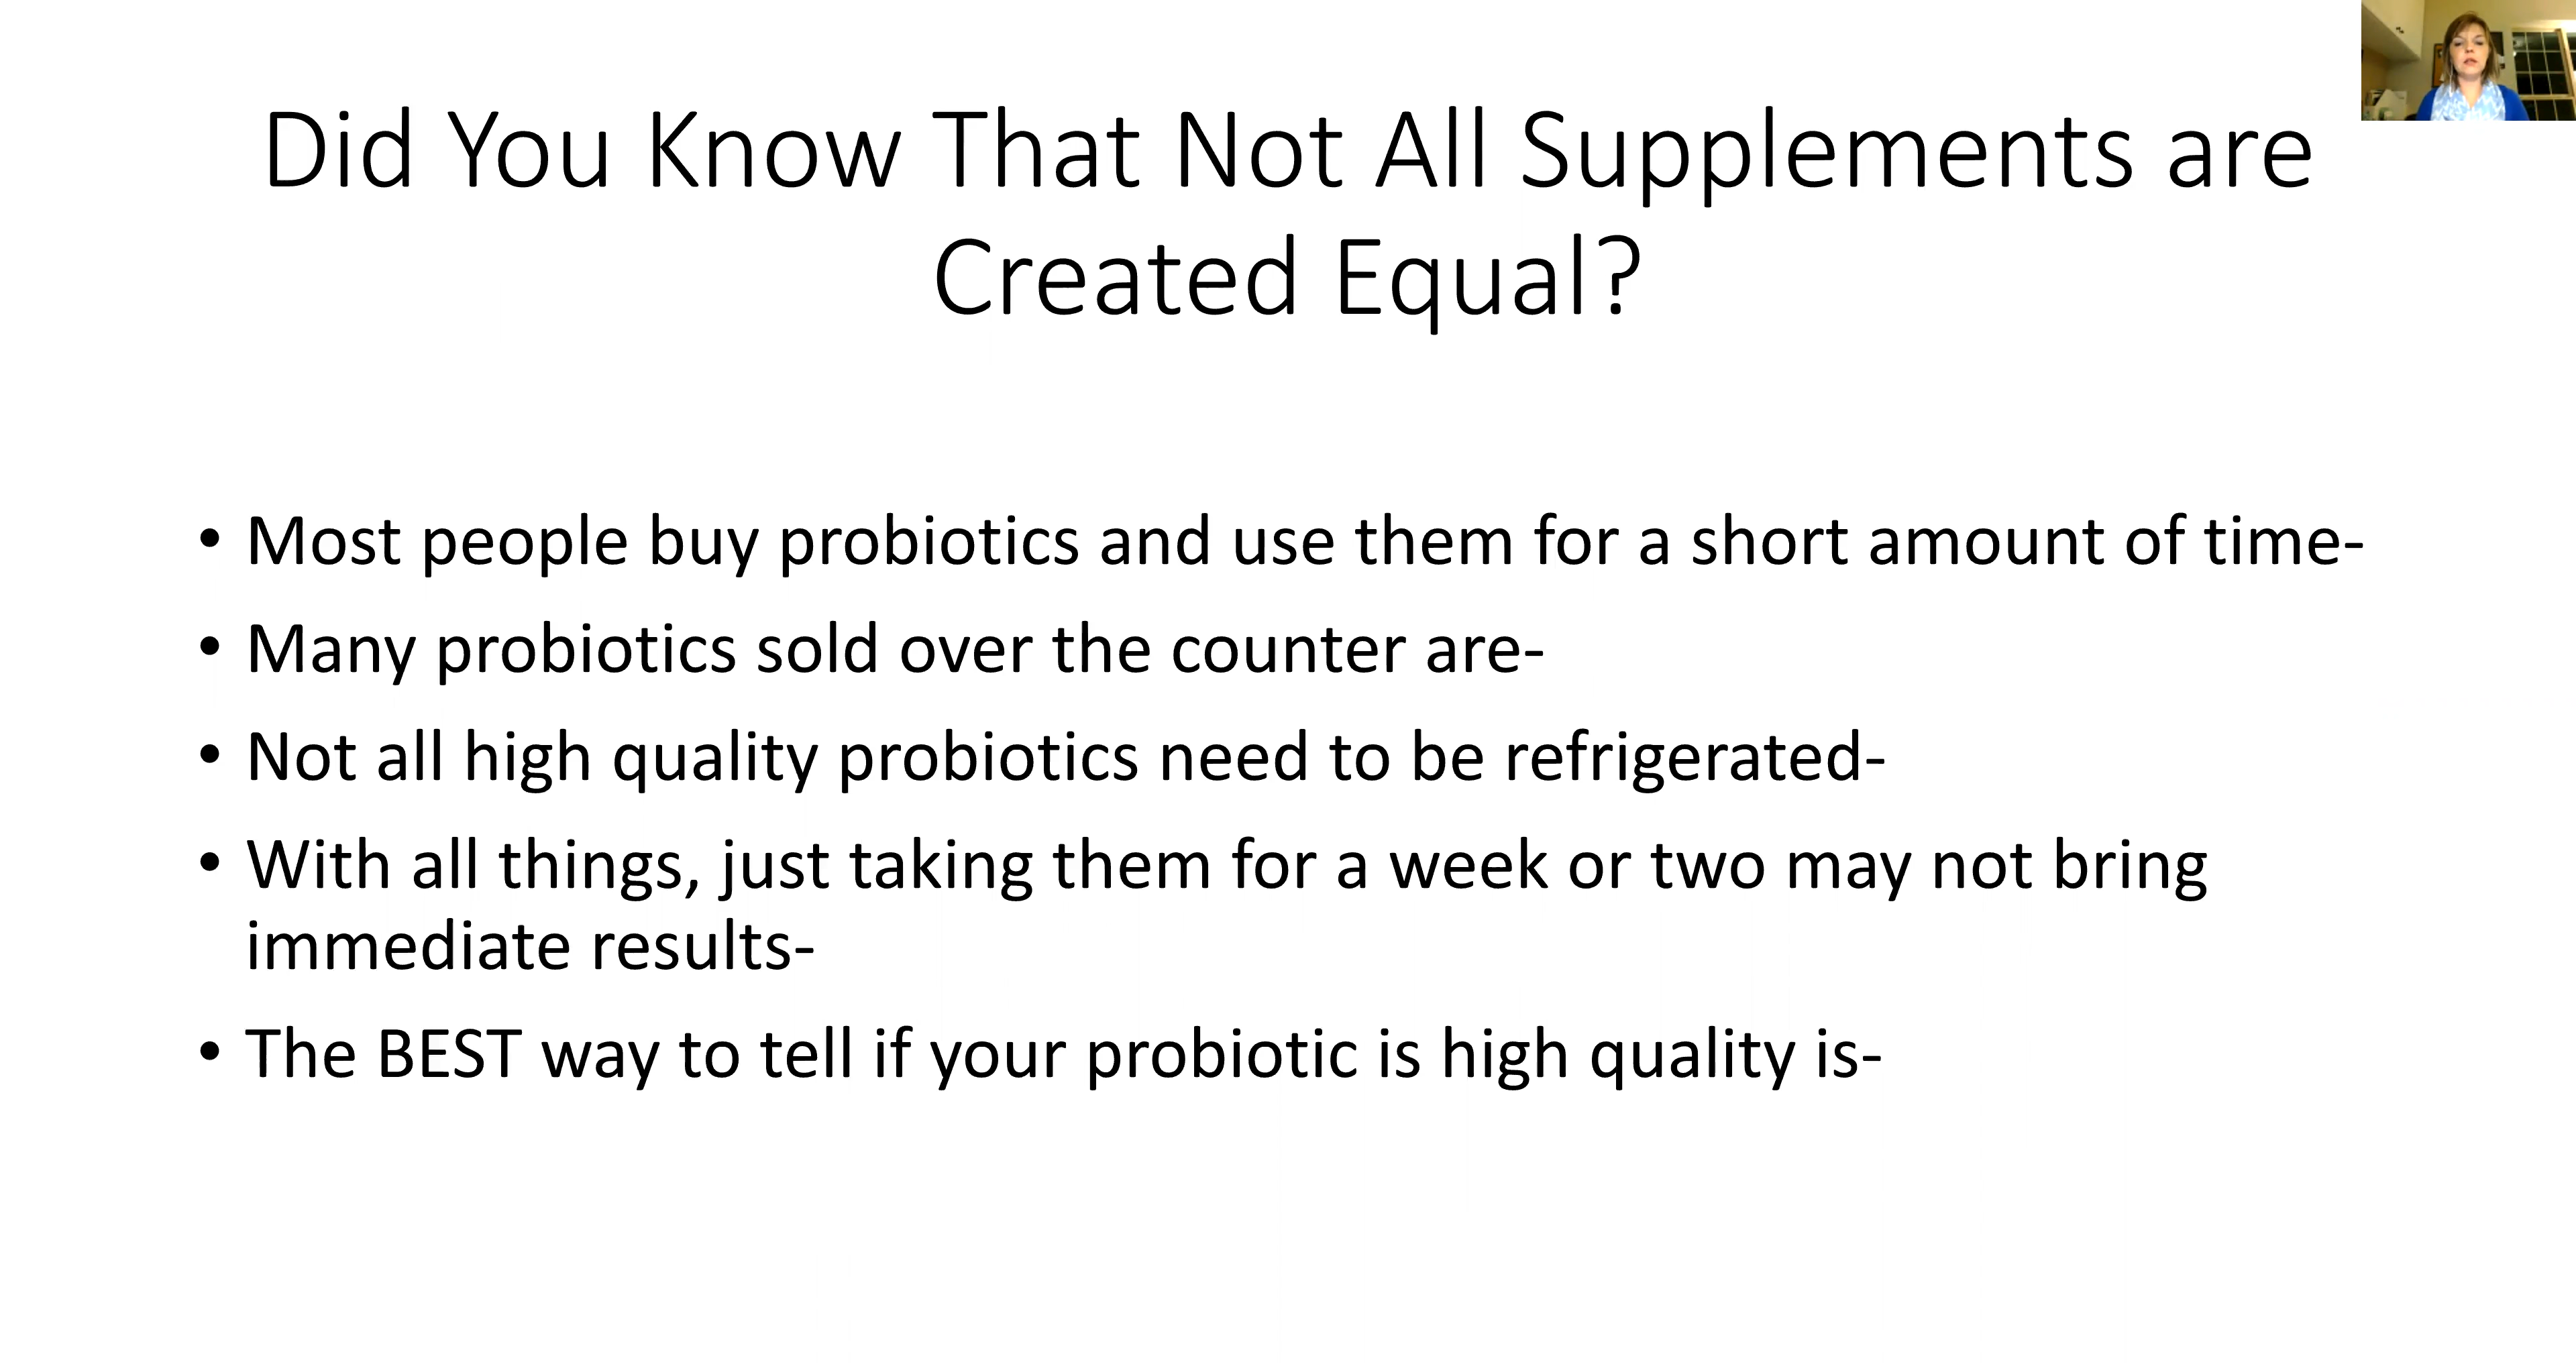 Did You Know That Not All Supplements are
Created Equal?
• Most people buy probiotics and use them for a short amount of time-
• Many probiotics sold over the counter are-
• Not all high quality probiotics need to be refrigerated-
• With all things, just taking them for a week or two may not bring
immediate results-
• The BEST way to tell if your probiotic is high quality is-